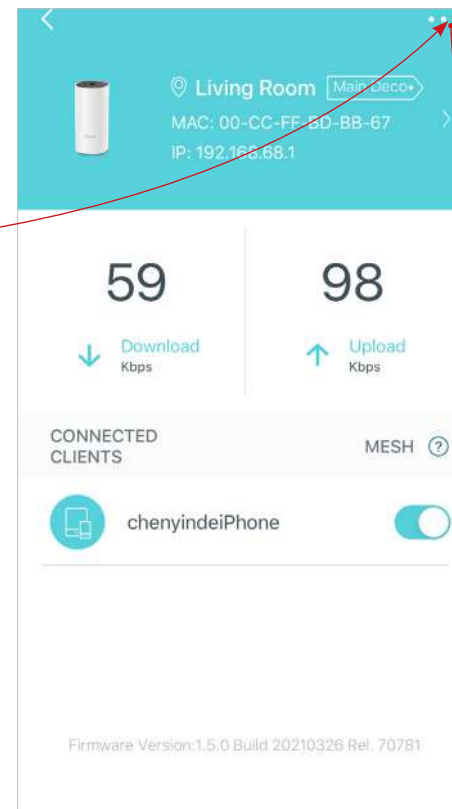 Living Room Main Deco
MAC: 00-CC-FF-BD-BB-67
IP: 192.168.68.1
59
98
Download
Kbps
Upload
Kbps
CONNECTED
CLIENTS
MESH ?
chenyindeiPhone
Firmware Version:1.5.0 Build 20210326 Rel. 70781